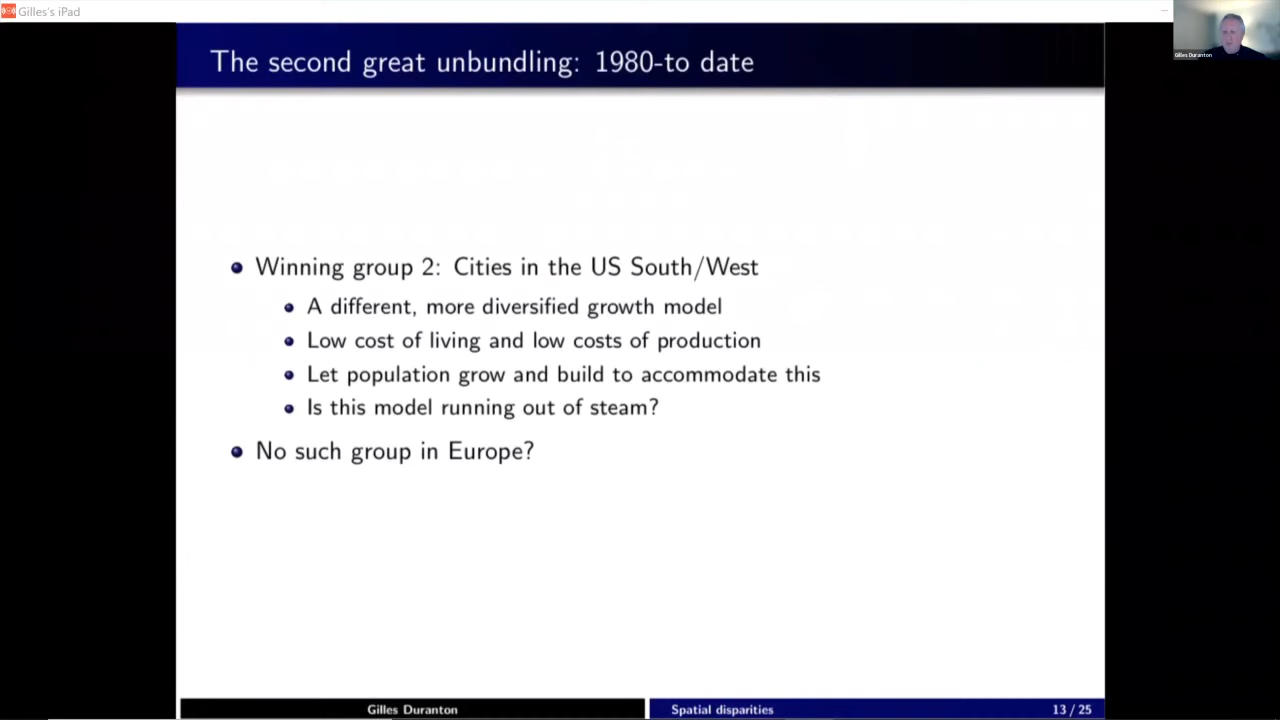 Gilles's iPad
Gilles Duranton
The second great unbundling: 1980-to date
Winning group 2: Cities in the US South/West
A different, more diversified growth model
Low cost of living and low costs of production
Let population grow and build to accommodate this
Is this model running out of steam?
No such group in Europe?
Gilles Duranton
Spatial disparities
13 / 25